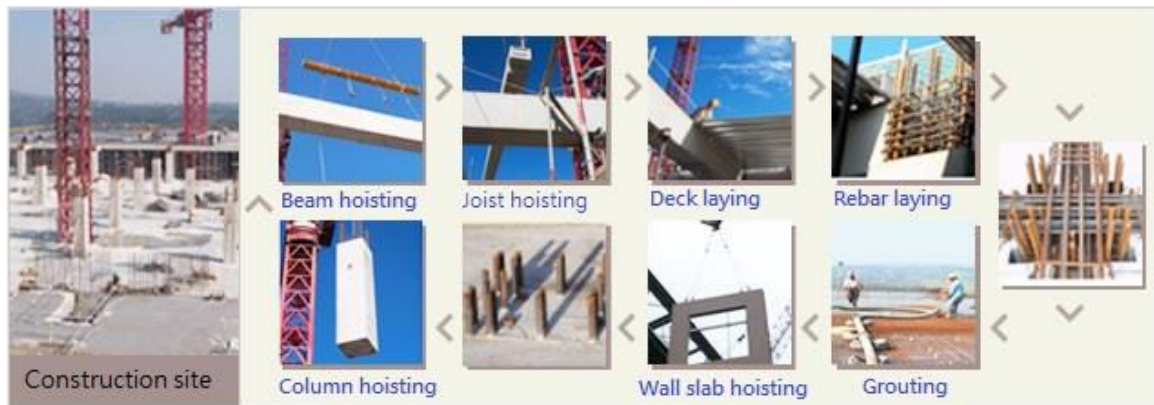 Beam hoisting
Joist hoisting
Deck laying
Rebar laying
Construction site
Column hoisting
Wall slab hoisting
Grouting